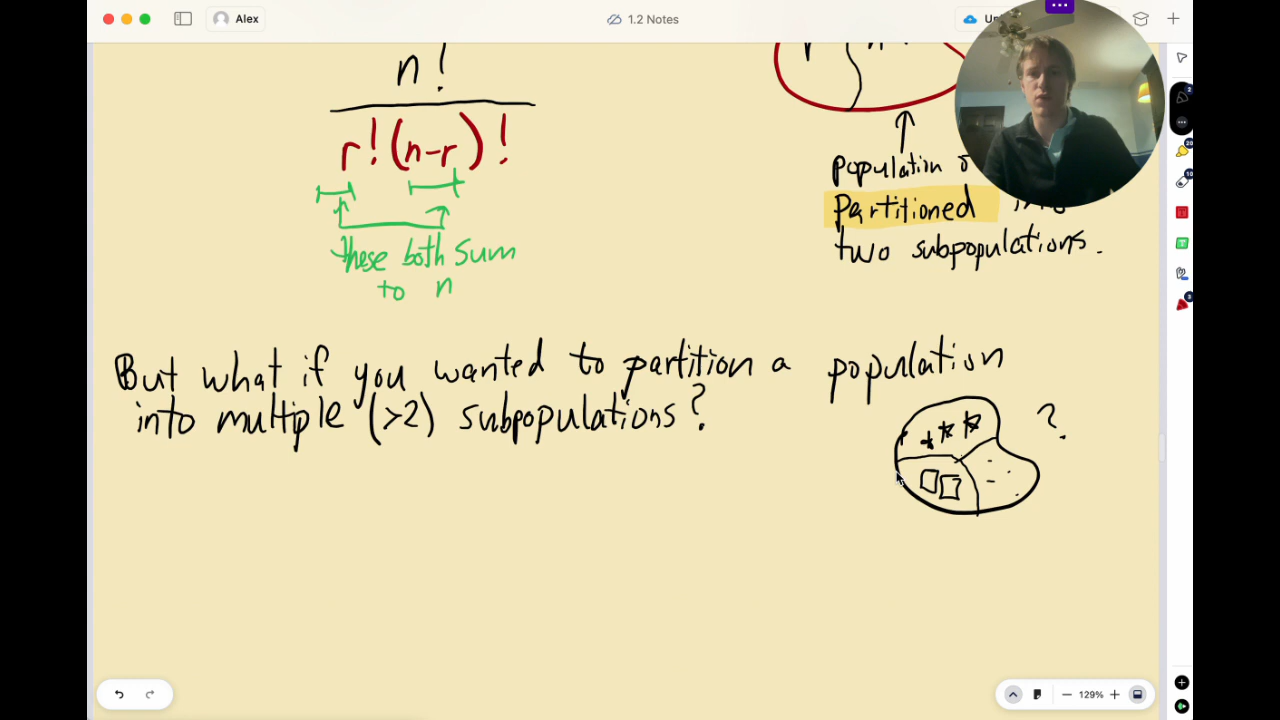 Alex
1.2 Notes
n!
r!(n-r)!
these both sum
to n
population
Partitioned
two subpopulations.
But what if you wanted to partition a population
into multiple (>2) subpopulations?
?
129%